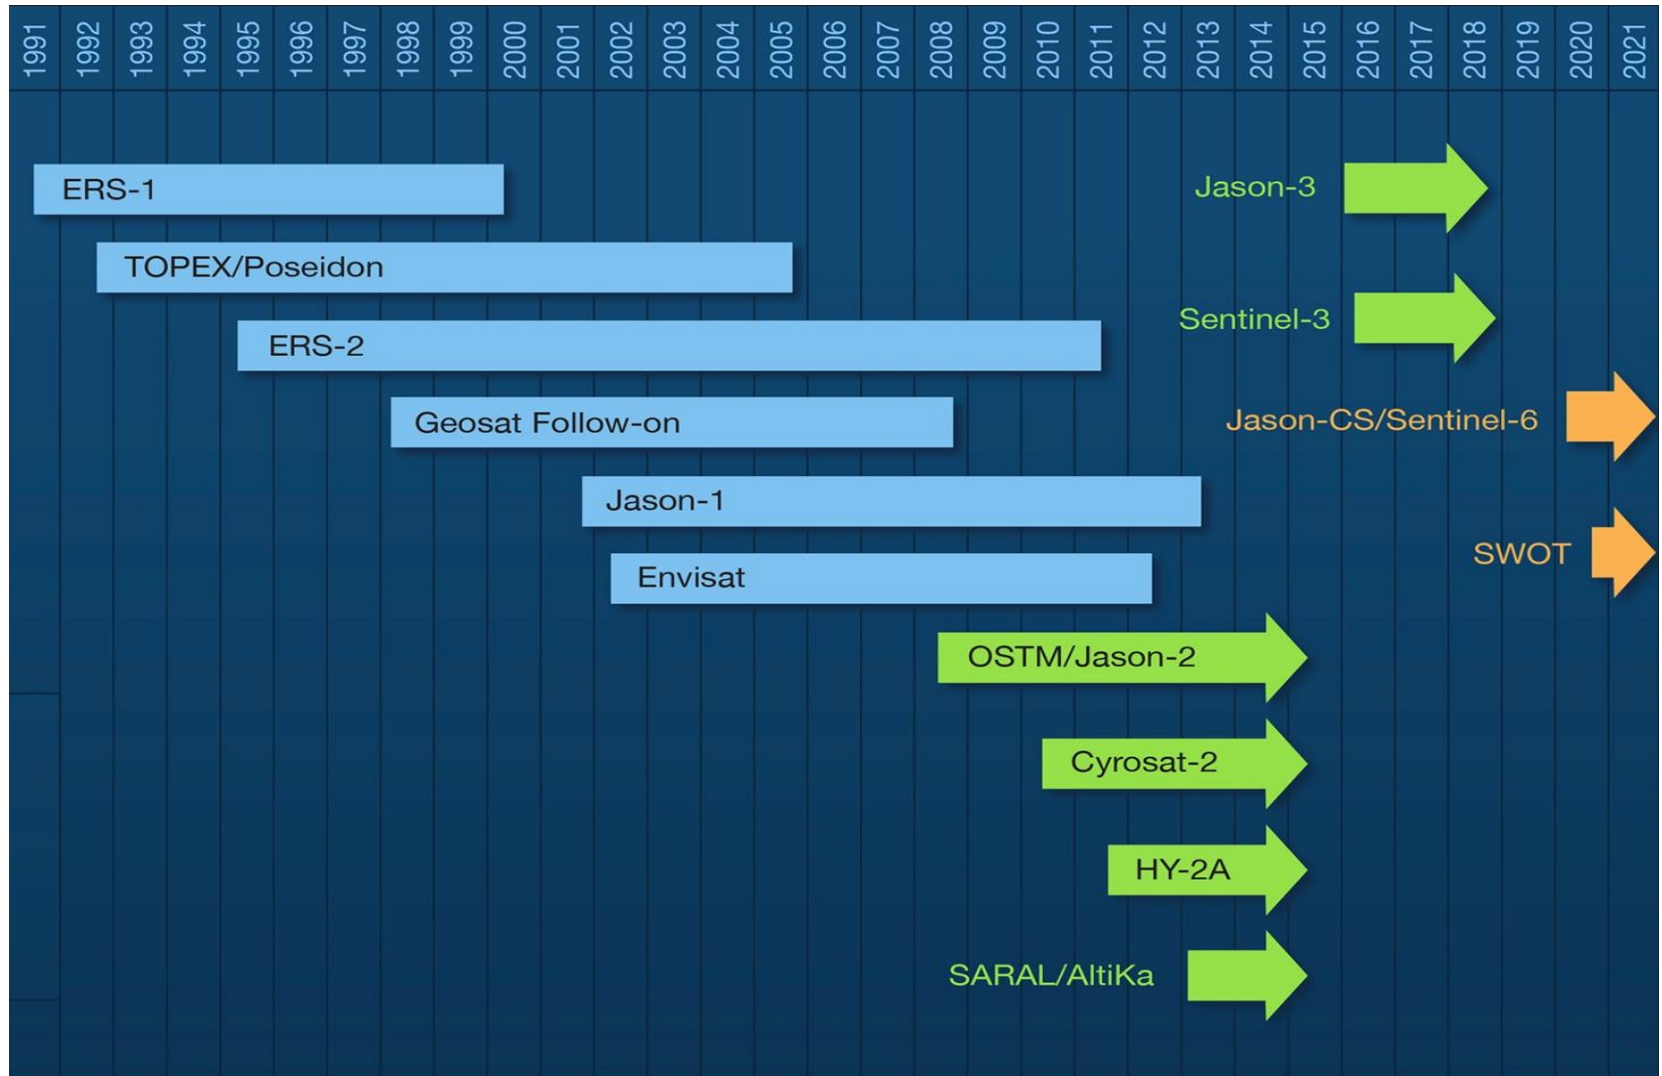 1991 1992 1993 1994 1995 1996 1997 1998 1999 2000 2001 2002 2003 2004 2005 2006 2007 2008 2009 2010 2011 2012 2013 2014 2015 2016 2017 2018 2019 2020 2021
ERS-1
Jason-3
TOPEX/Poseidon
Sentinel-3
ERS-2
Geosat Follow-on
Jason-CS/Sentinel-6
Jason-1
SWOT
Envisat
OSTM/Jason-2
Cyrosat-2
HY-2A
SARAL/AltiKa